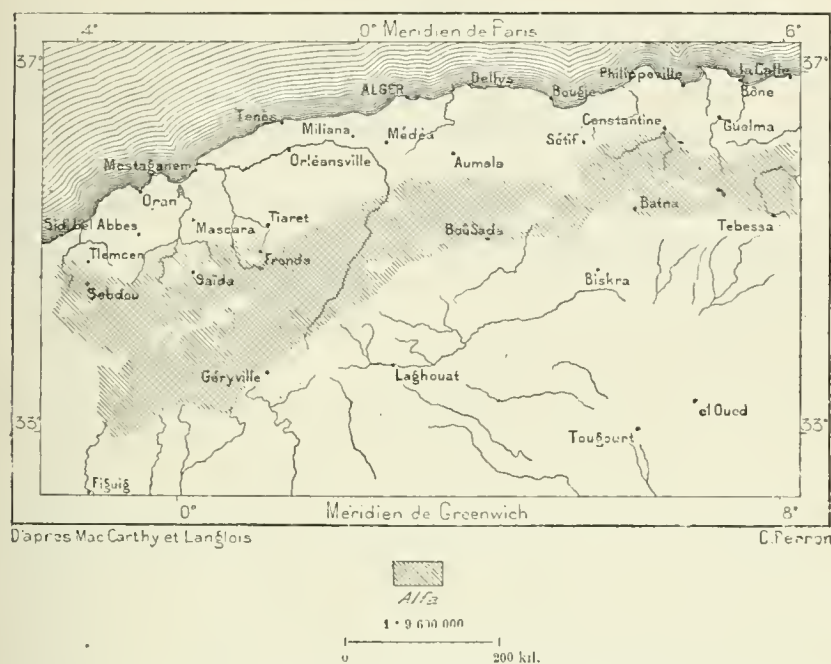 4° 0° Méridien de Paris 6°
37° 37°
Philippeville La Calle
Dellys
ALGER Bougie Bône
Tenès Constantine Guelma
Miliana Médéa Sétif
Mostaganem Orléansville Aumale
Oran
Sidi bel Abbes Mascara Tiaret Batna
Tlemcen Frenda BoûSada Tebessa
Sebdou Saïda Biskra
Géryville Laghouat
el Oued
33° Tougourt 33°
Figuig
0° Méridien de Greenwich 8°
D'après Mac Carthy et Langlois C. Perron
Alfa
1 : 9 600 000
0 200 kil.